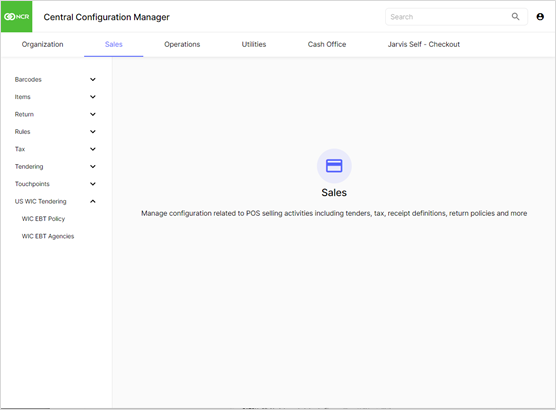 NCR
Central Configuration Manager
Search
Organization
Sales
Operations
Utilities
Cash Office
Jarvis Self - Checkout
Barcodes
Items
Return
Rules
Tax
Tendering
Touchpoints
US WIC Tendering
WIC EBT Policy
WIC EBT Agencies
Sales
Manage configuration related to POS selling activities including tenders, tax, receipt definitions, return policies and more